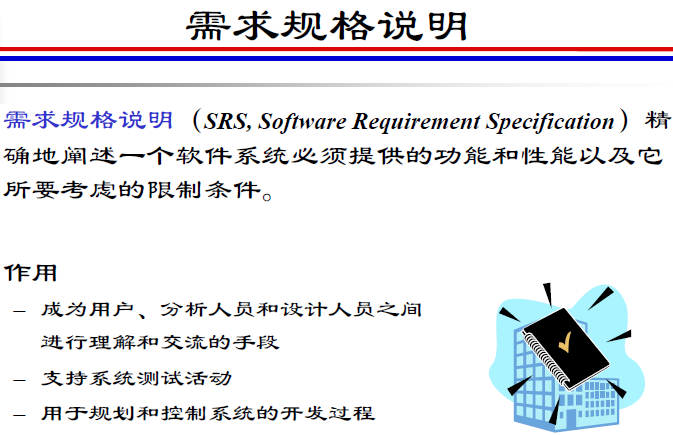 需求规格说明
需求规格说明（SRS, Software Requirement Specification）精
确地阐述一个软件系统必须提供的功能和性能以及它
所要考虑的限制条件。
作用
– 成为用户、分析人员和设计人员之间
进行理解和交流的手段
– 支持系统测试活动
– 用于规划和控制系统的开发过程